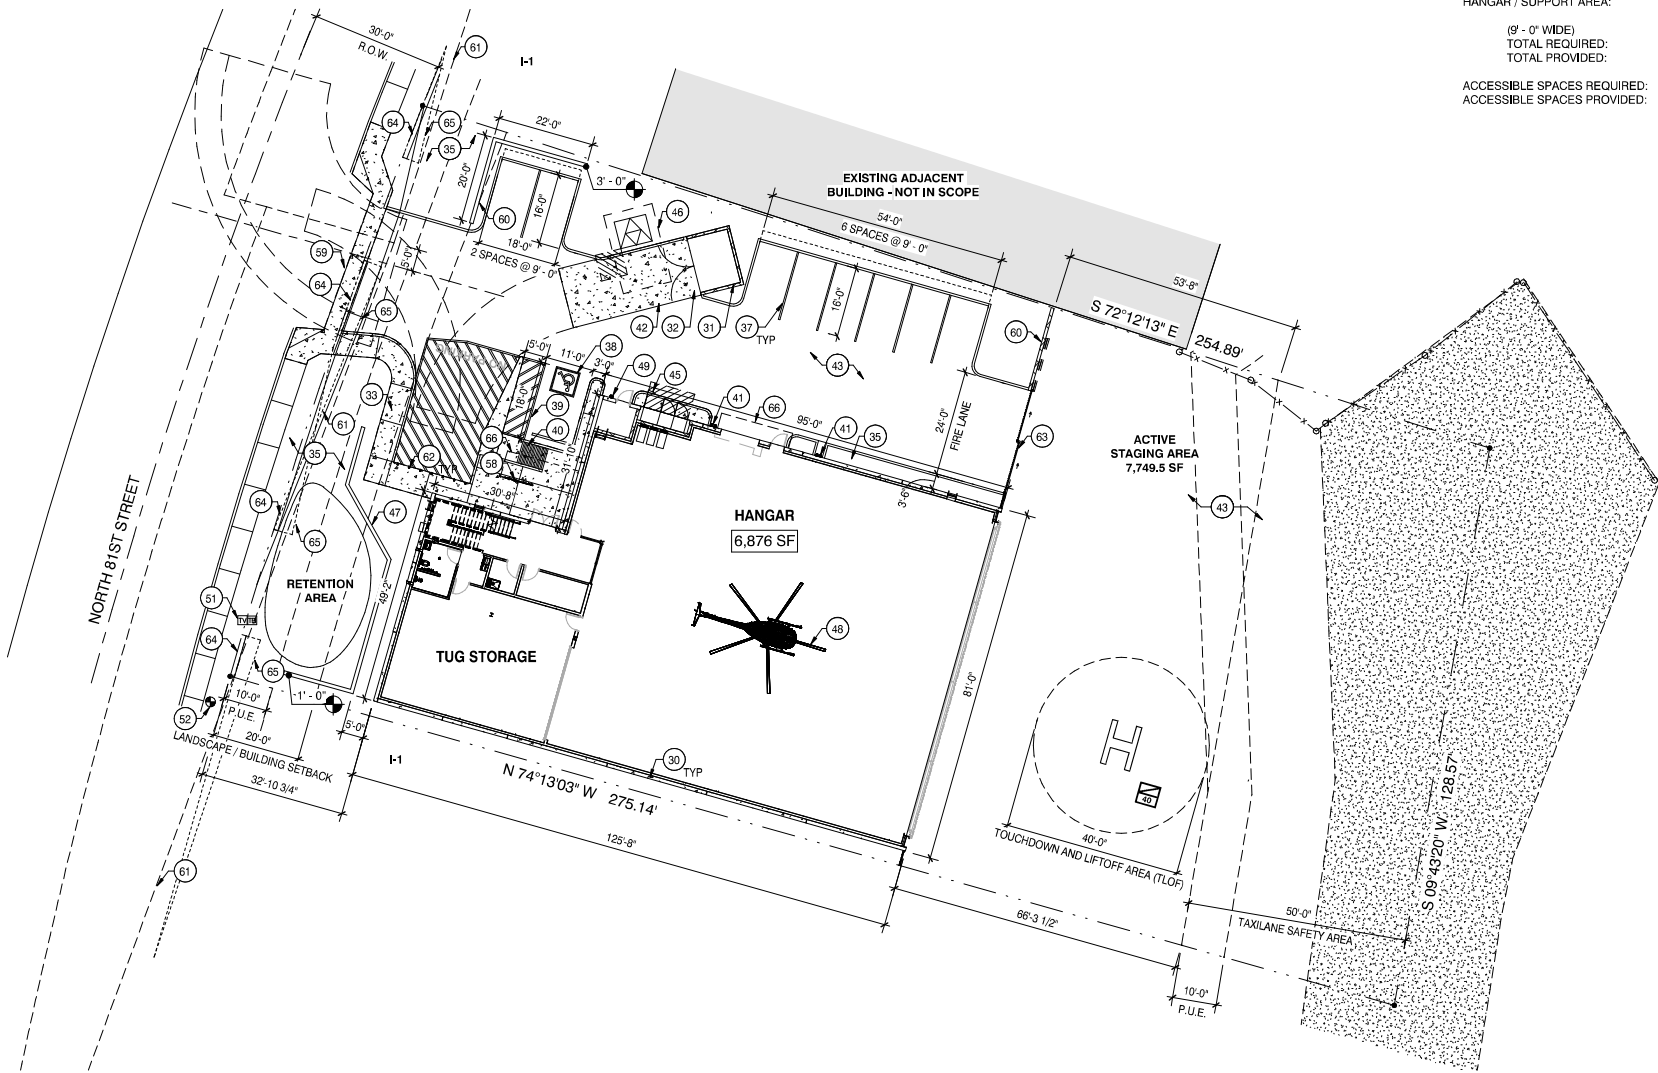 HANGAR / SUPPORT AREA:
(9' - 0" WIDE)
TOTAL REQUIRED:
TOTAL PROVIDED:
ACCESSIBLE SPACES REQUIRED:
ACCESSIBLE SPACES PROVIDED:
30'-0"
R.O.W.
61
I-1
64
65
35
22'-0"
20'-0"
16'-0"
3' - 0"
60
46
18'-0"
2 SPACES @ 9' - 0"
EXISTING ADJACENT
BUILDING - NOT IN SCOPE
54'-0"
6 SPACES @ 9' - 0"
53'-8"
S 72°12'13" E
254.89'
59
5'-0"
64
65
42
32
31
37
TYP
16'-0"
60
43
5'-0"
11'-0"
38
3'-0"
49
45
41
66
95'-0"
41
35
24'-0"
FIRE LANE
63
33
18'-0"
39
40
66
58
31'-10"
61
35
62
TYP
30'-8"
3'-6"
ACTIVE
STAGING AREA
7,749.5 SF
43
64
65
47
HANGAR
6,876 SF
NORTH 81ST STREET
RETENTION
AREA
49'-2"
51
64
65
TUG STORAGE
48
81'-0"
10'-0"
P.U.E.
-1' - 0"
52
20'-0"
LANDSCAPE / BUILDING SETBACK
5'-0"
32'-10 3/4"
I-1
30
TYP
N 74°13'03" W 275.14'
125'-8"
H
40
40'-0"
TOUCHDOWN AND LIFTOFF AREA (TLOF)
61
66'-3 1/2"
50'-0"
TAXILANE SAFETY AREA
10'-0"
P.U.E.
S 09°43'20" W 128.57'